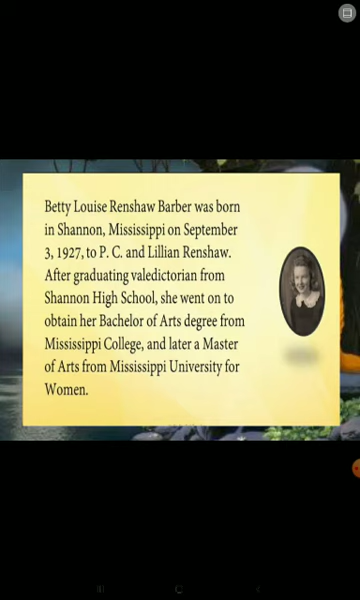 Betty Louise Renshaw Barber was born
in Shannon, Mississippi on September
3, 1927, to P. C. and Lillian Renshaw.
After graduating valedictorian from
Shannon High School, she went on to
obtain her Bachelor of Arts degree from
Mississippi College, and later a Master
of Arts from Mississippi University for
Women.